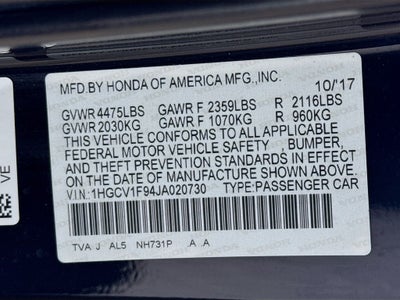 MFD.BY HONDA OF AMERICA MFG.,INC. 10/'17
GVWR 4475LBS GAWR F 2359LBS R 2116LBS
GVWR 2030KG GAWR F 1070KG R 960KG
THIS VEHICLE CONFORMS TO ALL APPLICABLE
FEDERAL MOTOR VEHICLE SAFETY , BUMPER,
AND THEFT PREVENTION STANDARDS IN
EFFECT ON THE DATE OF MANUFACTURE
SHOWN ABOVE.
V.I.N:1HGCV1F94JA020730 TYPE:PASSENGER CAR
TVA J AL5 NH731P A A
VE